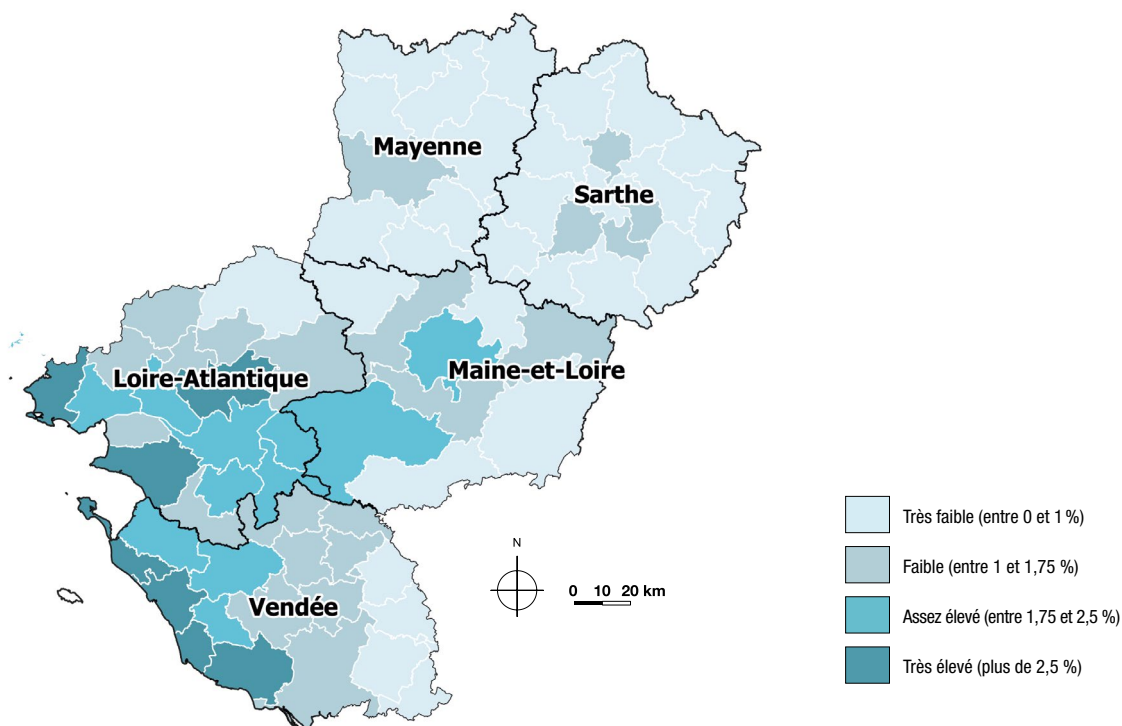 Mayenne
Sarthe
Loire-Atlantique
Maine-et-Loire
Vendée
N
0 10 20 km
Très faible (entre 0 et 1 %)
Faible (entre 1 et 1,75 %)
Assez élevé (entre 1,75 et 2,5 %)
Très élevé (plus de 2,5 %)